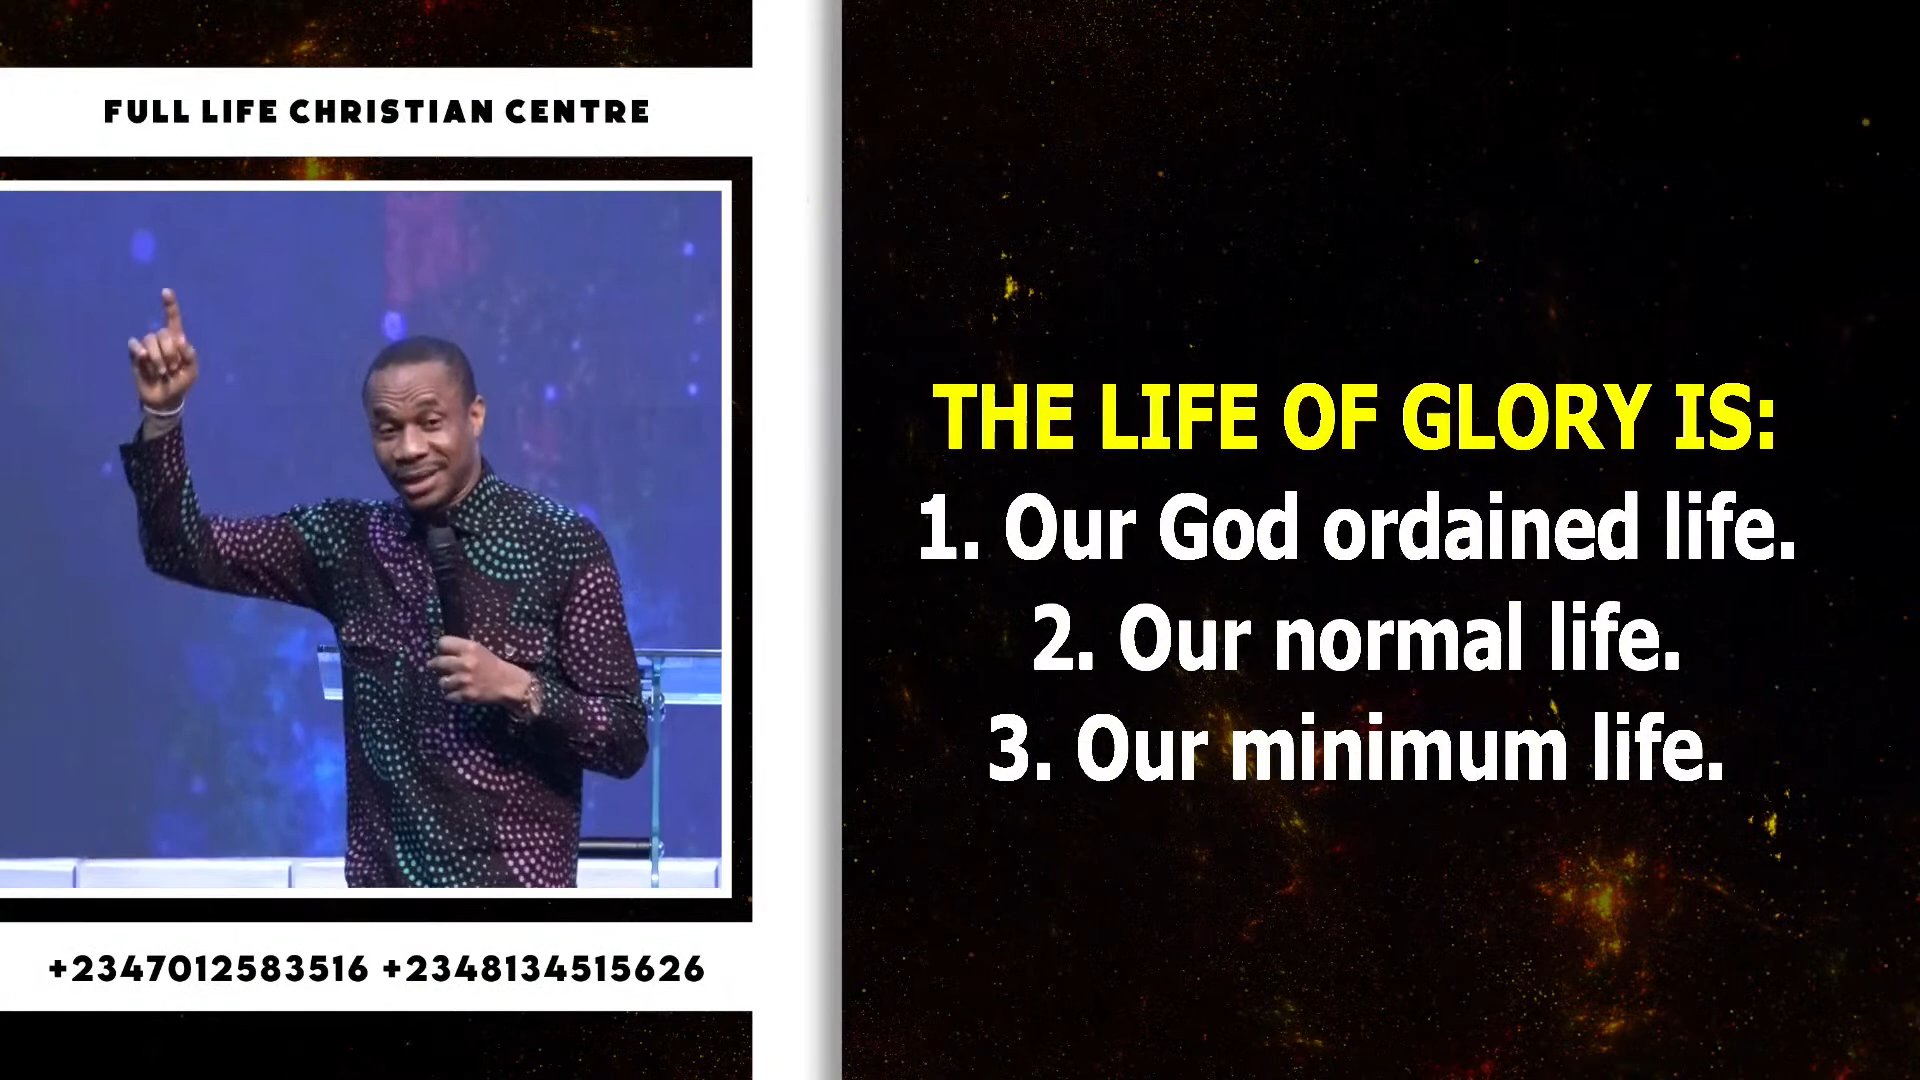 FULL LIFE CHRISTIAN CENTRE
+2347012583516 +2348134515626
THE LIFE OF GLORY IS:
1. Our God ordained life.
2. Our normal life.
3. Our minimum life.